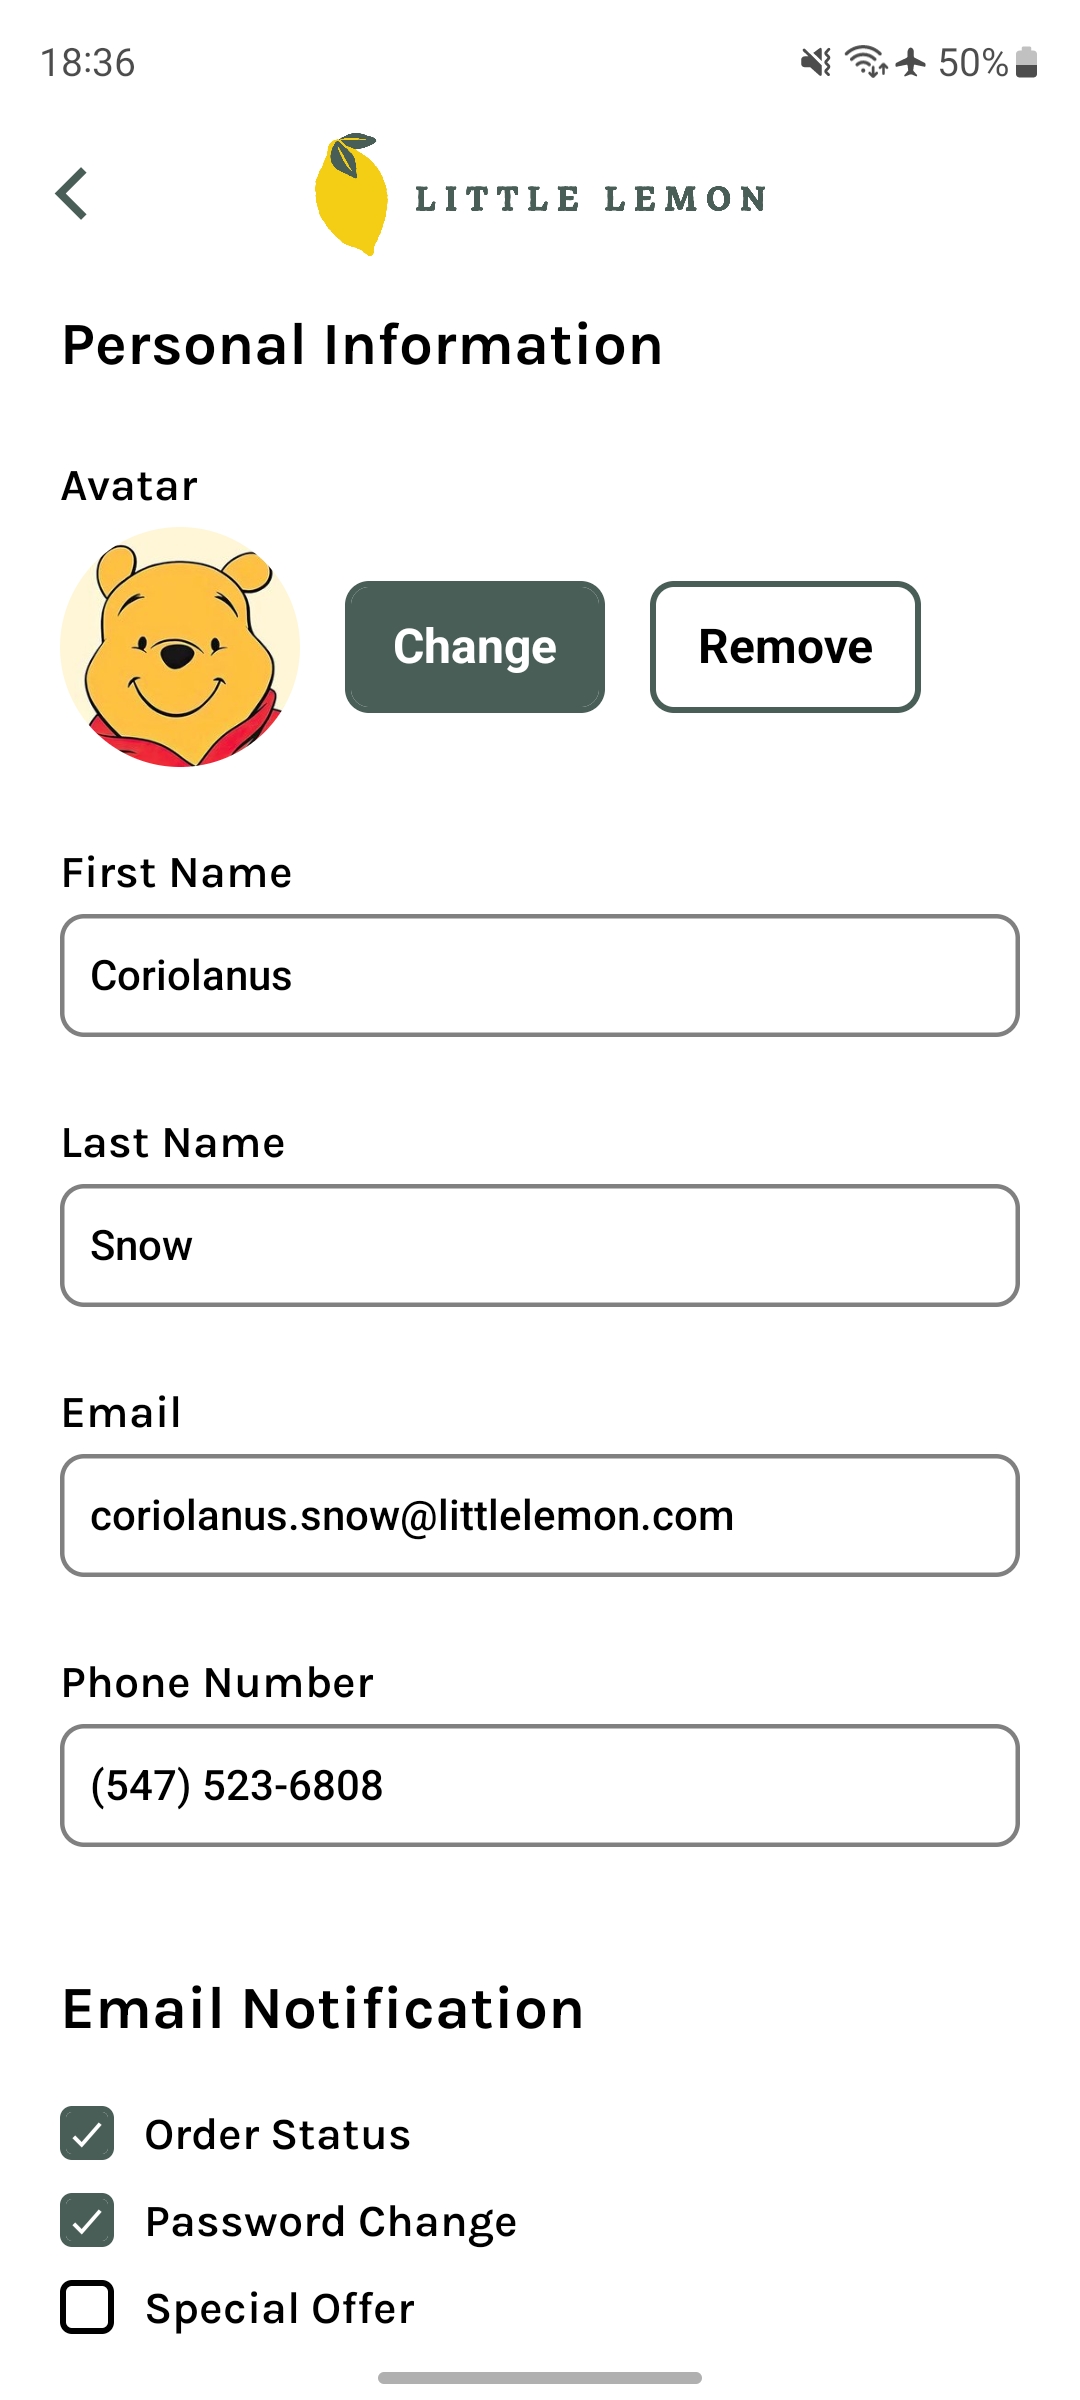 18:36 50%
LITTLE LEMON
Personal Information
Avatar
Change Remove
First Name
Coriolanus
Last Name
Snow
Email
coriolanus.snow@littlelemon.com
Phone Number
(547) 523-6808
Email Notification
Order Status
Password Change
Special Offer